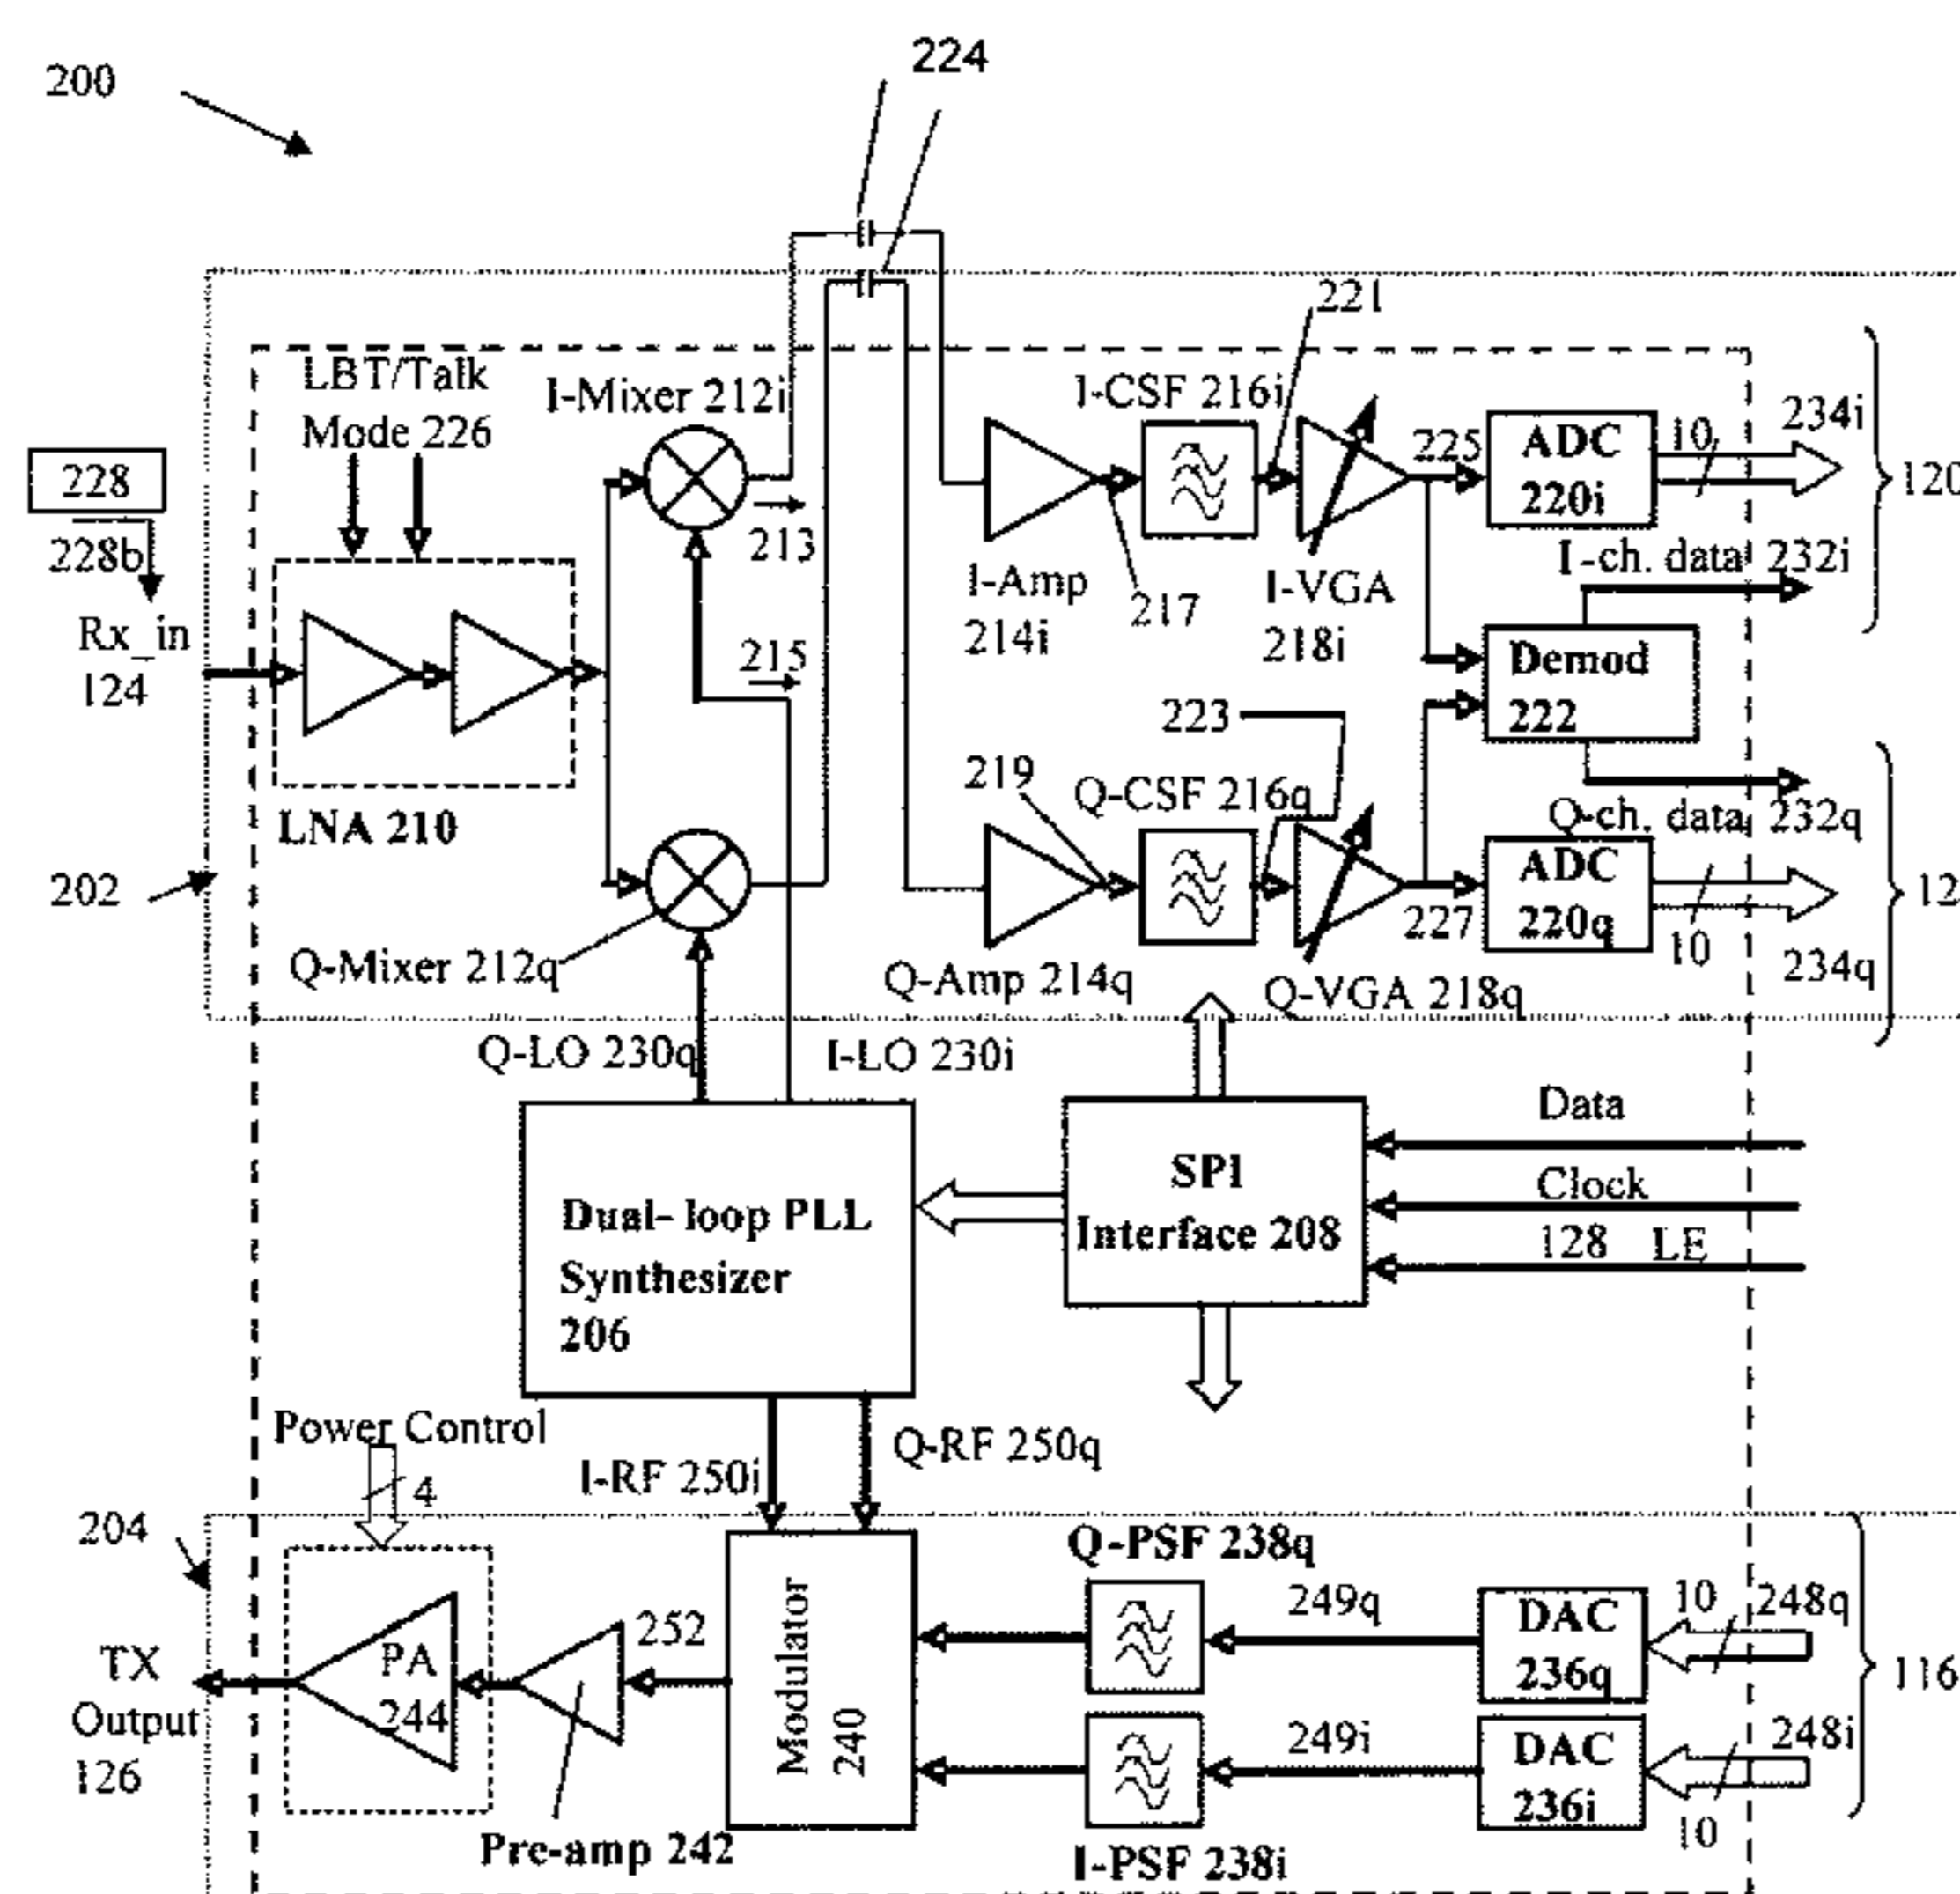 224
200
221
LBT/Talk
Mode 226
I-Mixer 212i
I-CSF 216i
234i
228
228b
213
225
ADC
220i
10
120
I-ch. data 232i
Rx_in
124
215
I-Amp
214i
217
I-VGA
218i
Demod
222
223
219
Q-CSF 216q
LNA 210
Q-ch. data 232q
202
ADC
220q
227
10
234q
12
Q-Mixer 212q
Q-Amp 214q
Q-VGA 218q
Q-LO 230q
I-LO 230i
Data
SPI
Interface 208
Clock
128 LE
Dual-loop PLL
Synthesizer
206
Power Control
4
I-RF 250i
Q-RF 250q
204
Q-PSF 238q
TX
Output
126
PA
244
252
Modulator
240
249q
DAC
236q
10
248q
116
249i
DAC
236i
248i
10
Pre-amp 242
I-PSF 238i